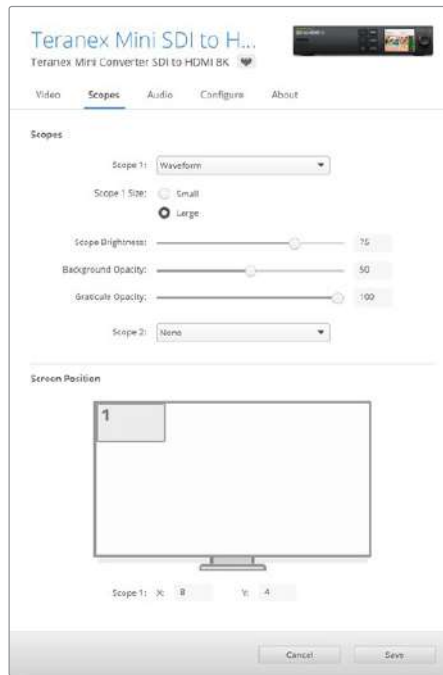 Teranex Mini SDI to H...
Teranex Mini Converter SDI to HDMI 8K
Video Scopes Audio Configure About
Scopes
Scope 1: Waveform
Scope 1 Size: Small
Large
Scope Brightness: 75
Background Opacity: 50
Graticule Opacity: 100
Scope 2: None
Screen Position
1
Scope 1: X: 8 Y: 4
Cancel Save